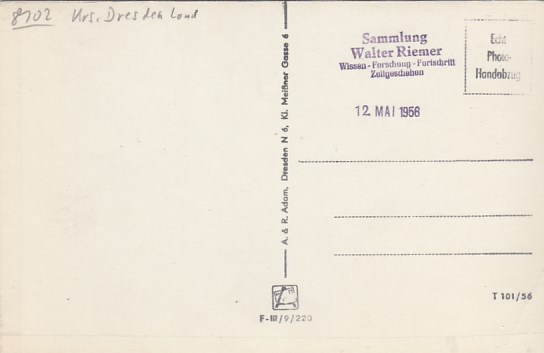 8102 Krs. Dresden Land
Sammlung
Walter Riemer
Wissen - Forschung - Fortschritt
Zeitgeschehen
12. MAI 1956
Echt
Photo-
Handabzug
A. & R. Adam, Dresden N 6, Kl. Meißner Gasse 6
F-III/9/220
T 101/56